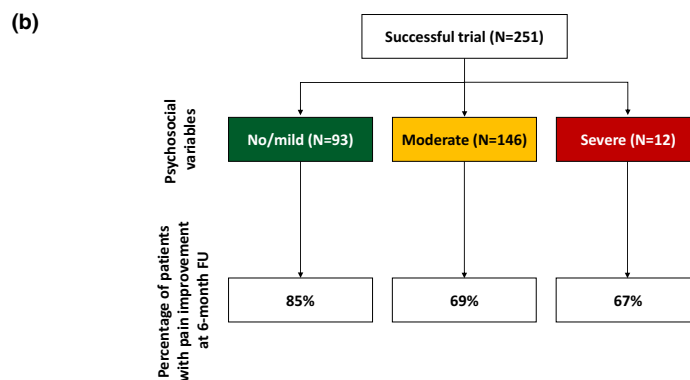 (b)
Successful trial (N=251)
Psychosocial
variables
No/mild (N=93)
Moderate (N=146)
Severe (N=12)
Percentage of patients
with pain improvement
at 6-month FU
85%
69%
67%